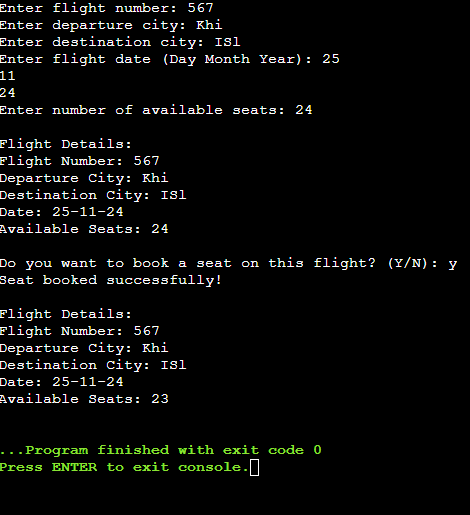 Enter flight number: 567
Enter departure city: Khi
Enter destination city: ISl
Enter flight date (Day Month Year): 25
11
24
Enter number of available seats: 24
Flight Details:
Flight Number: 567
Departure City: Khi
Destination City: ISl
Date: 25-11-24
Available Seats: 24
Do you want to book a seat on this flight? (Y/N): y
Seat booked successfully!
Flight Details:
Flight Number: 567
Departure City: Khi
Destination City: ISl
Date: 25-11-24
Available Seats: 23
...Program finished with exit code 0
Press ENTER to exit console.